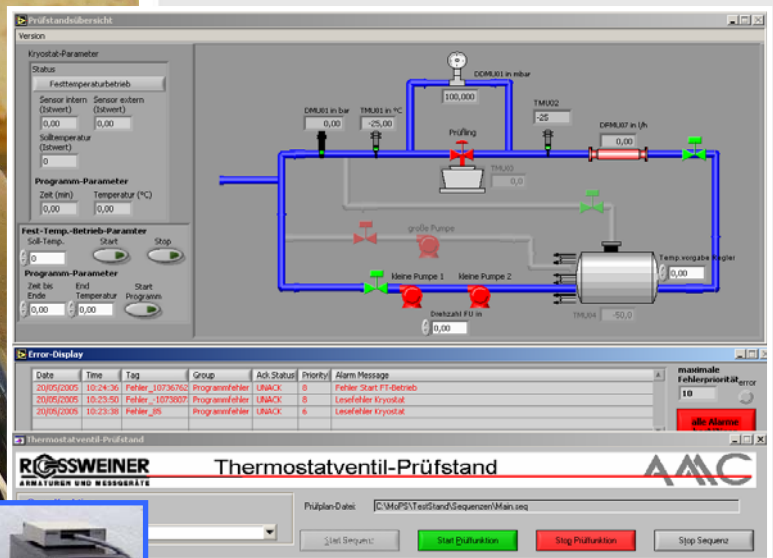 Prüfstandsübersicht
Version
Kryostat-Parameter
Status
Festtemperaturbetrieb
Sensor intern Sensor extern
(Istwert) (Istwert)
0,00 0,00
Solltemperatur
(Istwert)
0
Programm-Parameter
Zeit (min) Temperatur (°C)
0,00 0,00
Fest-Temp.-Betrieb-Paramter
Soll-Temp. Start Stop
0
Programm-Parameter
Zeit bis End Start
Ende Temperatur Programm
0,00 0,00
DDMU01 in mbar
100,000
DMU01 in bar TMU01 in °C
0,00 -25,00
TMU02
-25
Prüfling
DFMU07 in l/h
0,00
TMU03
0,0
große Pumpe
kleine Pumpe 1 kleine Pumpe 2
Temp.vorgabe Regler
0,00
Drehzahl FU in
0,00
TMU04 -50,0
Error-Display
Date Time Tag Group Ack Status Priority Alarm Message
20/05/2005 10:24:36 Fehler_10736762 Programmfehler UNACK 8 Fehler Start FT-Betrieb
20/05/2005 10:23:50 Fehler_-1073807 Programmfehler UNACK 8 Lesefehler Kryostat
20/05/2005 10:23:38 Fehler_85 Programmfehler UNACK 6 Lesefehler Kryostat
maximale
Fehlerpriorität error
10
alle Alarme
Thermostatventil-Prüfstand
ROSSWEINER
ARMATUREN UND MESSGERÄTE
Thermostatventil-Prüfstand
AMC
Prüfplan-Datei: C:\MoPS\TestStand\Sequenzen\Main.seq
Start Sequenz Start Prüffunktion Stop Prüffunktion Stop Sequenz